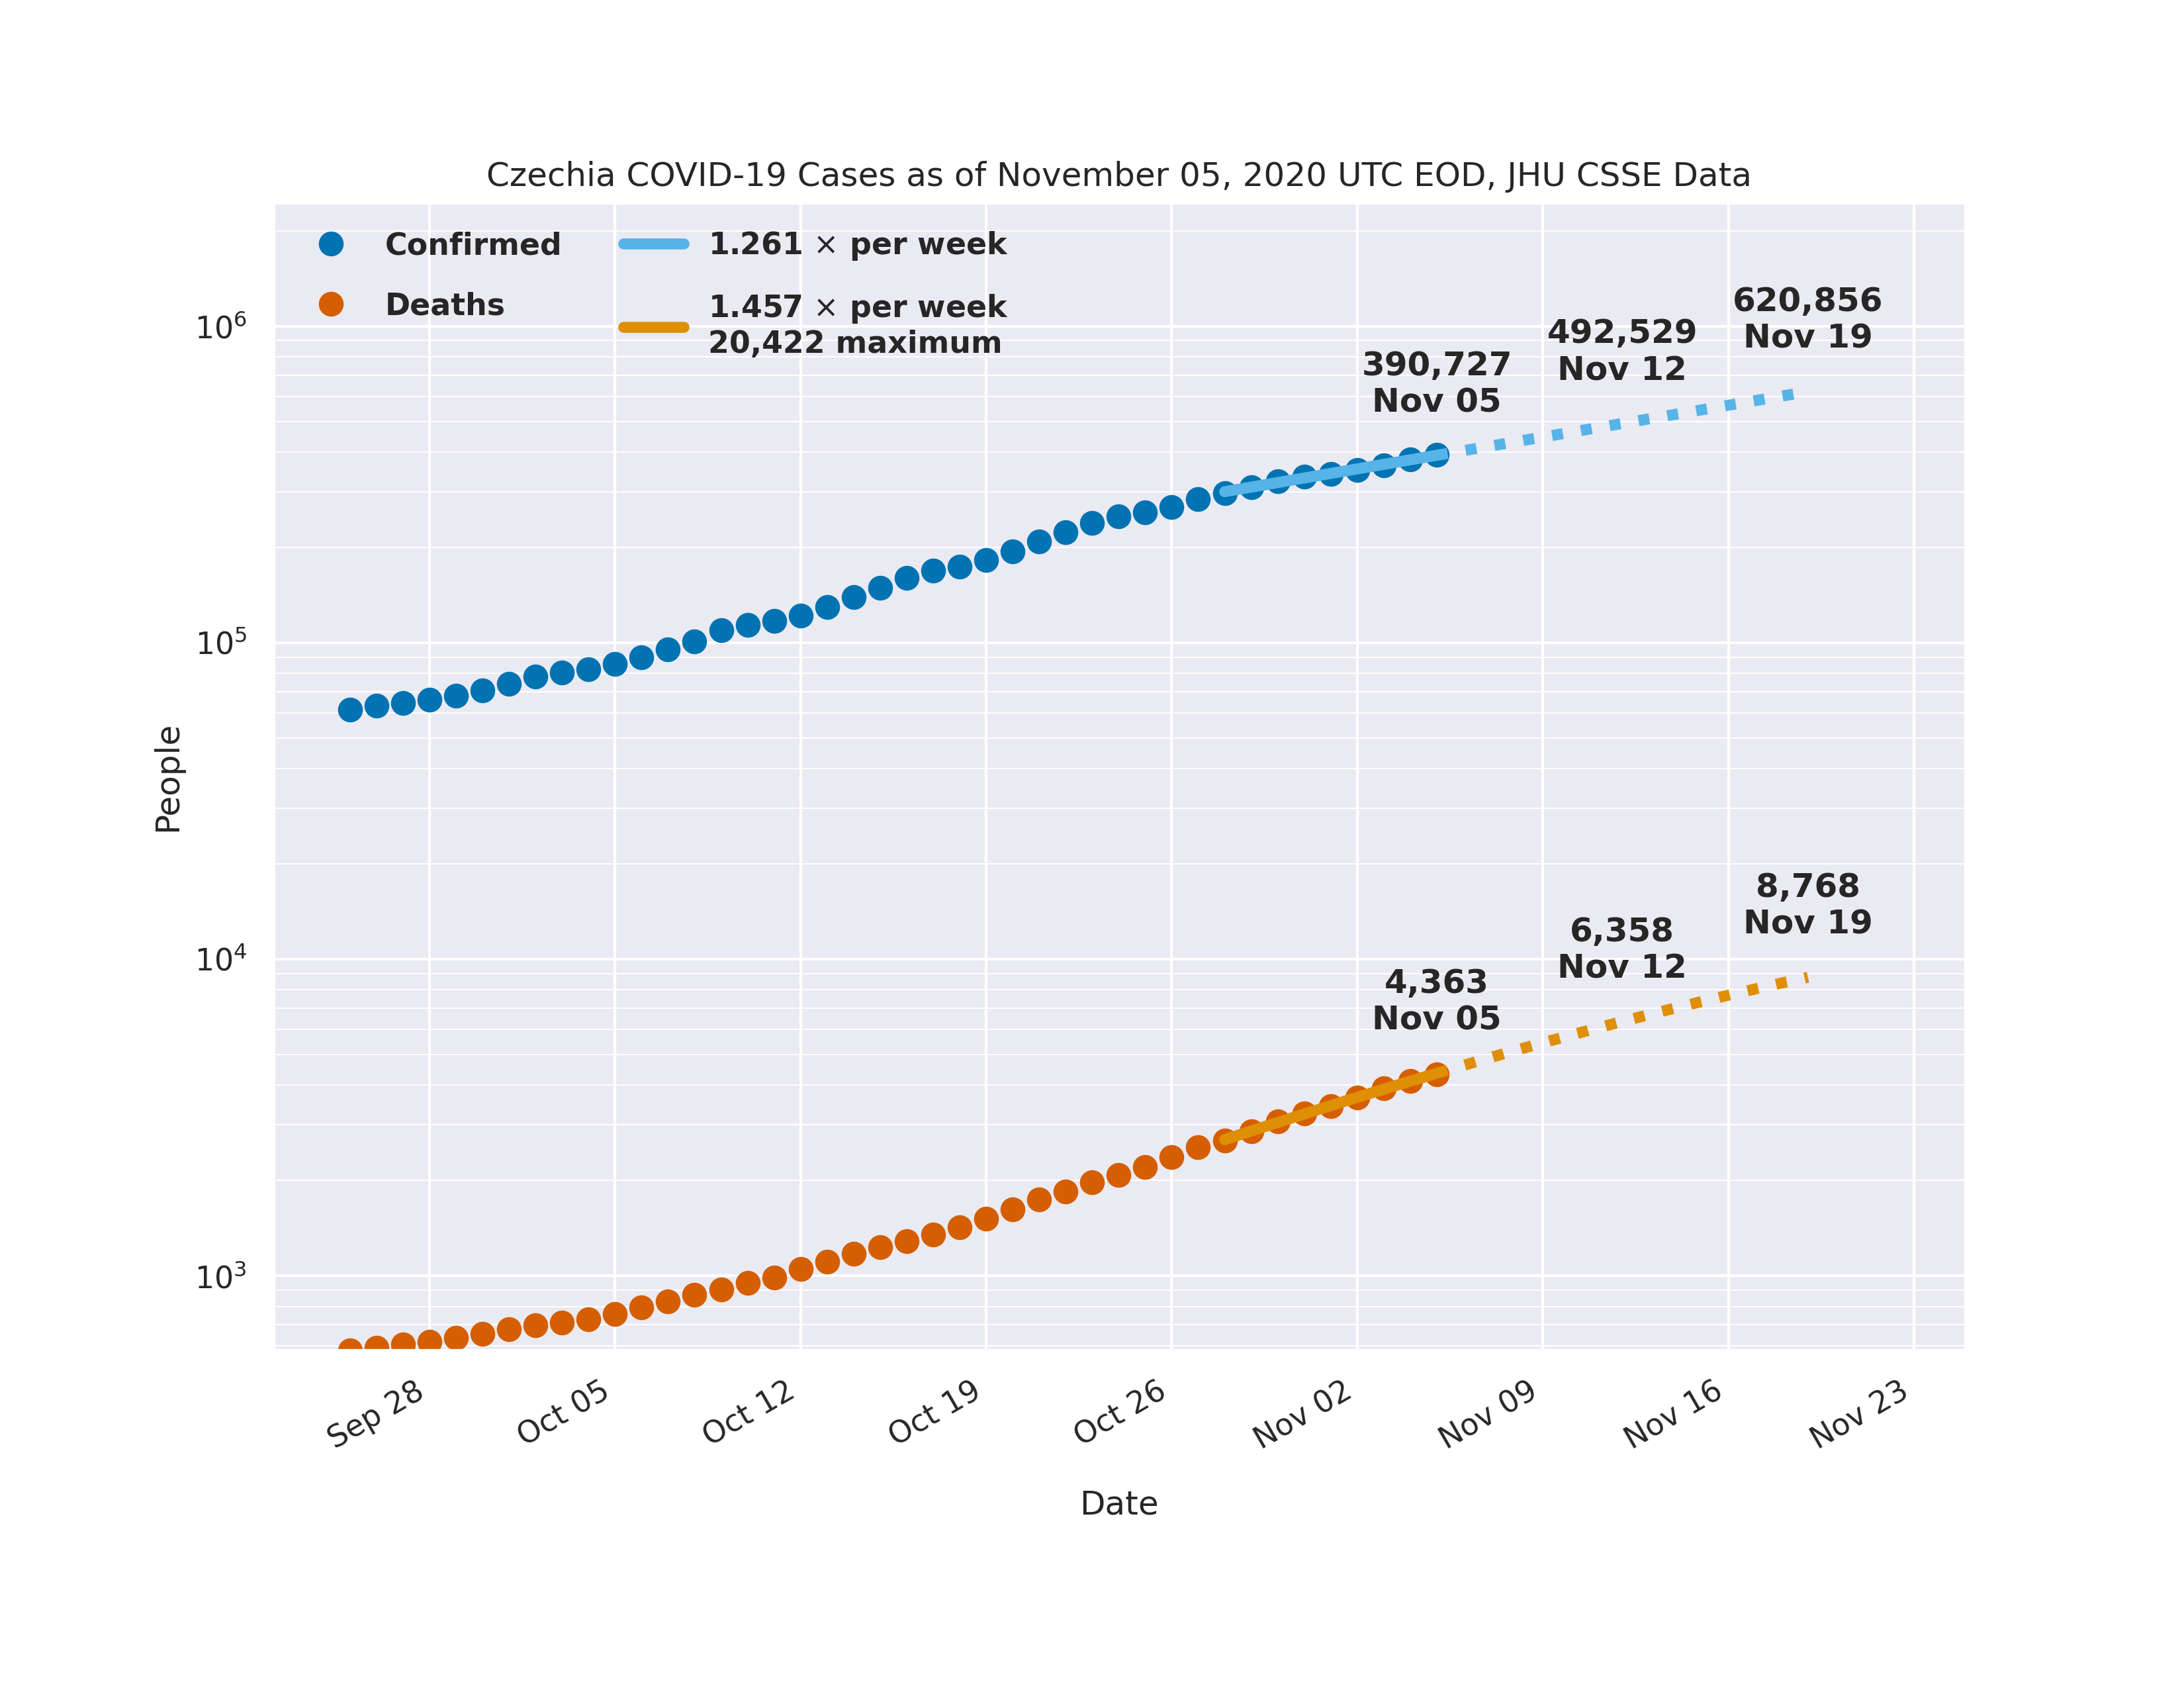 Czechia COVID-19 Cases as of November 05, 2020 UTC EOD, JHU CSSE Data
Confirmed
Deaths
1.261 × per week
1.457 × per week
20,422 maximum
390,727
Nov 05
492,529
Nov 12
620,856
Nov 19
4,363
Nov 05
6,358
Nov 12
8,768
Nov 19
People
10⁶
10⁵
10⁴
10³
Sep 28
Oct 05
Oct 12
Oct 19
Oct 26
Nov 02
Nov 09
Nov 16
Nov 23
Date